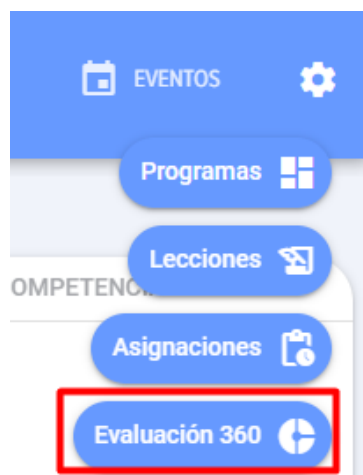 EVENTOS
Programas
Lecciones
OMPETENCI
Asignaciones
Evaluación 360